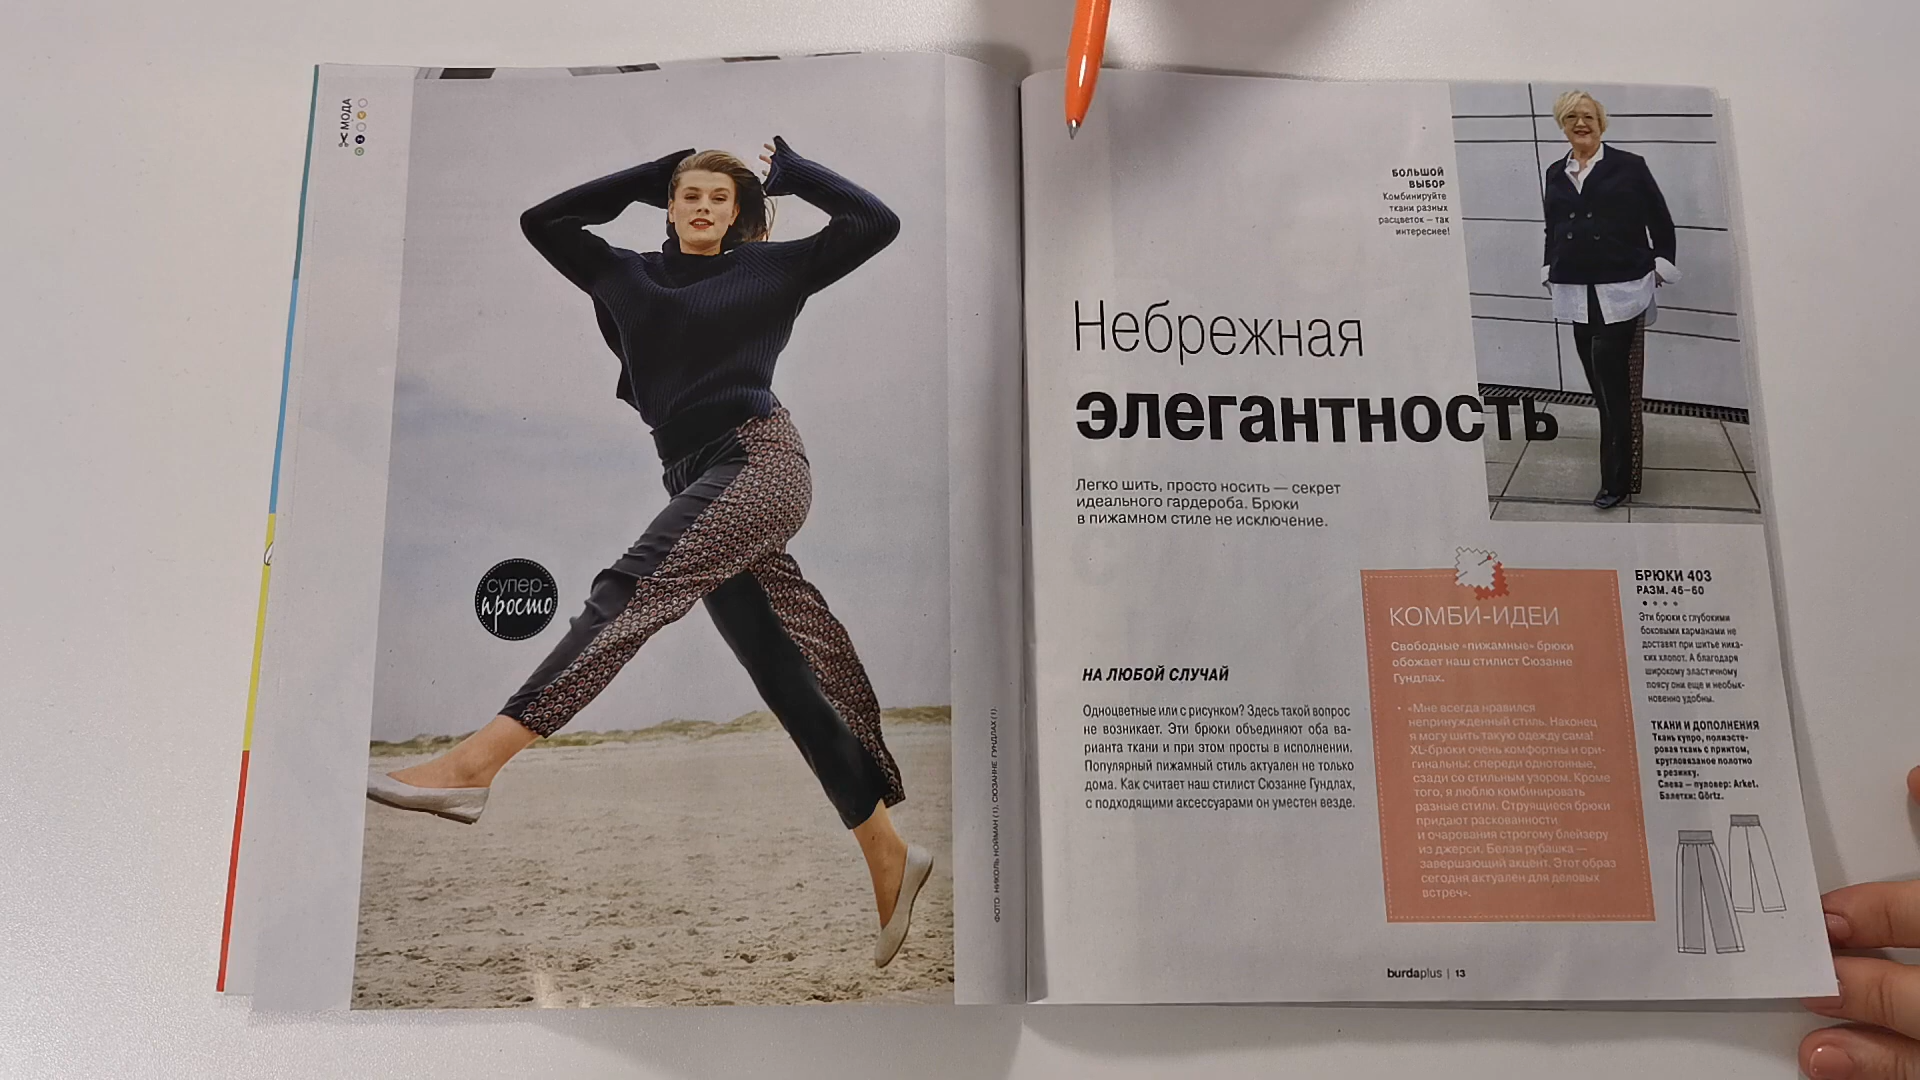 МОДА
супер-
просто
ФОТО: НИКОЛЬ НОЙМАН (1), СЮЗАННЕ ГУНДЛАХ (1).
БОЛЬШОЙ
ВЫБОР
Комбинируйте
ткани разных
расцветок – так
интереснее!
Небрежная
элегантность
Легко шить, просто носить — секрет
идеального гардероба. Брюки
в пижамном стиле не исключение.
НА ЛЮБОЙ СЛУЧАЙ
Одноцветные или с рисунком? Здесь такой вопрос
не возникает. Эти брюки объединяют оба ва-
рианта ткани и при этом просты в исполнении.
Популярный пижамный стиль актуален не только
дома. Как считает наш стилист Сюзанне Гундлах,
с подходящими аксессуарами он уместен везде.
КОМБИ-ИДЕИ
Свободные «пижамные» брюки
обожает наш стилист Сюзанне
Гундлах.
• «Мне всегда нравился
непринужденный стиль. Наконец
я могу шить такую одежду сама!
XL-брюки очень комфортны и ори-
гинальны: спереди однотонные,
сзади со стильным узором. Кроме
того, я люблю комбинировать
разные стили. Струящиеся брюки
придают раскованности
и очарования строгому блейзеру
из джерси. Белая рубашка —
завершающий акцент. Этот образ
сегодня актуален для деловых
встреч».
БРЮКИ 403
РАЗМ. 46–60
Эти брюки с глубокими
боковыми карманами не
доставят при шитье ника-
ких хлопот. А благодаря
широкому эластичному
поясу они еще и необык-
новенно удобны.
ТКАНИ И ДОПОЛНЕНИЯ
Ткань купро, полиэсте-
ровая ткань с принтом,
кругловязаное полотно
в резинку.
Слева — пуловер: Arket.
Балетки: Görtz.
burdaplus | 13